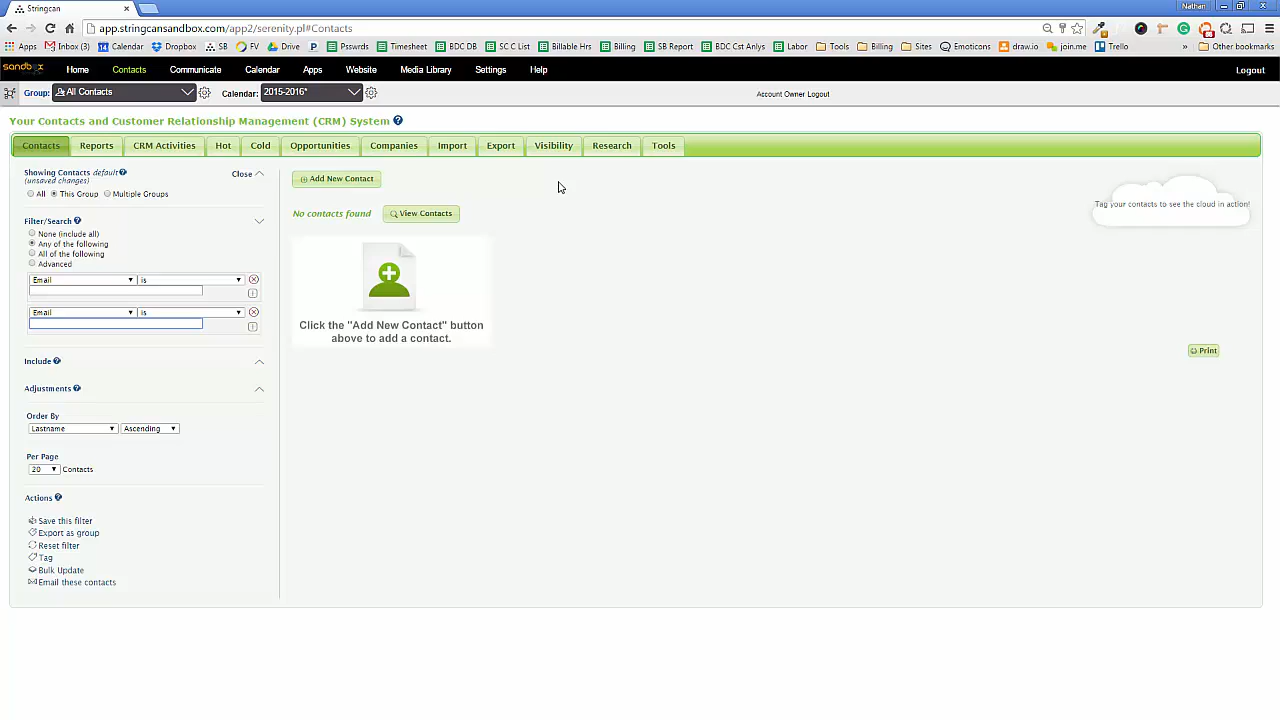 Stringcan
Nathan
app.stringcansandbox.com/app2/serenity.pl#Contacts
Apps Inbox (3) Calendar Dropbox SB FV Drive Psswrds Timesheet BDC DB SC C List Billable Hrs Billing SB Report BDC Cst Anlys Labor Tools Billing Sites Emoticons draw.io join.me Trello » Other bookmarks
sandbox Home Contacts Communicate Calendar Apps Website Media Library Settings Help Logout
Group: All Contacts Calendar: 2015-2016* Account Owner Logout
Your Contacts and Customer Relationship Management (CRM) System
Contacts Reports CRM Activities Hot Cold Opportunities Companies Import Export Visibility Research Tools
Showing Contacts default
(unsaved changes)
Close
All This Group Multiple Groups
Filter/Search
None (include all)
Any of the following
All of the following
Advanced
Email is
Email is
Include
Adjustments
Order By
Lastname Ascending
Per Page
20 Contacts
Actions
Save this filter
Export as group
Reset filter
Tag
Bulk Update
Email these contacts
Add New Contact
No contacts found View Contacts
Click the "Add New Contact" button
above to add a contact.
Tag your contacts to see the cloud in action!
Print